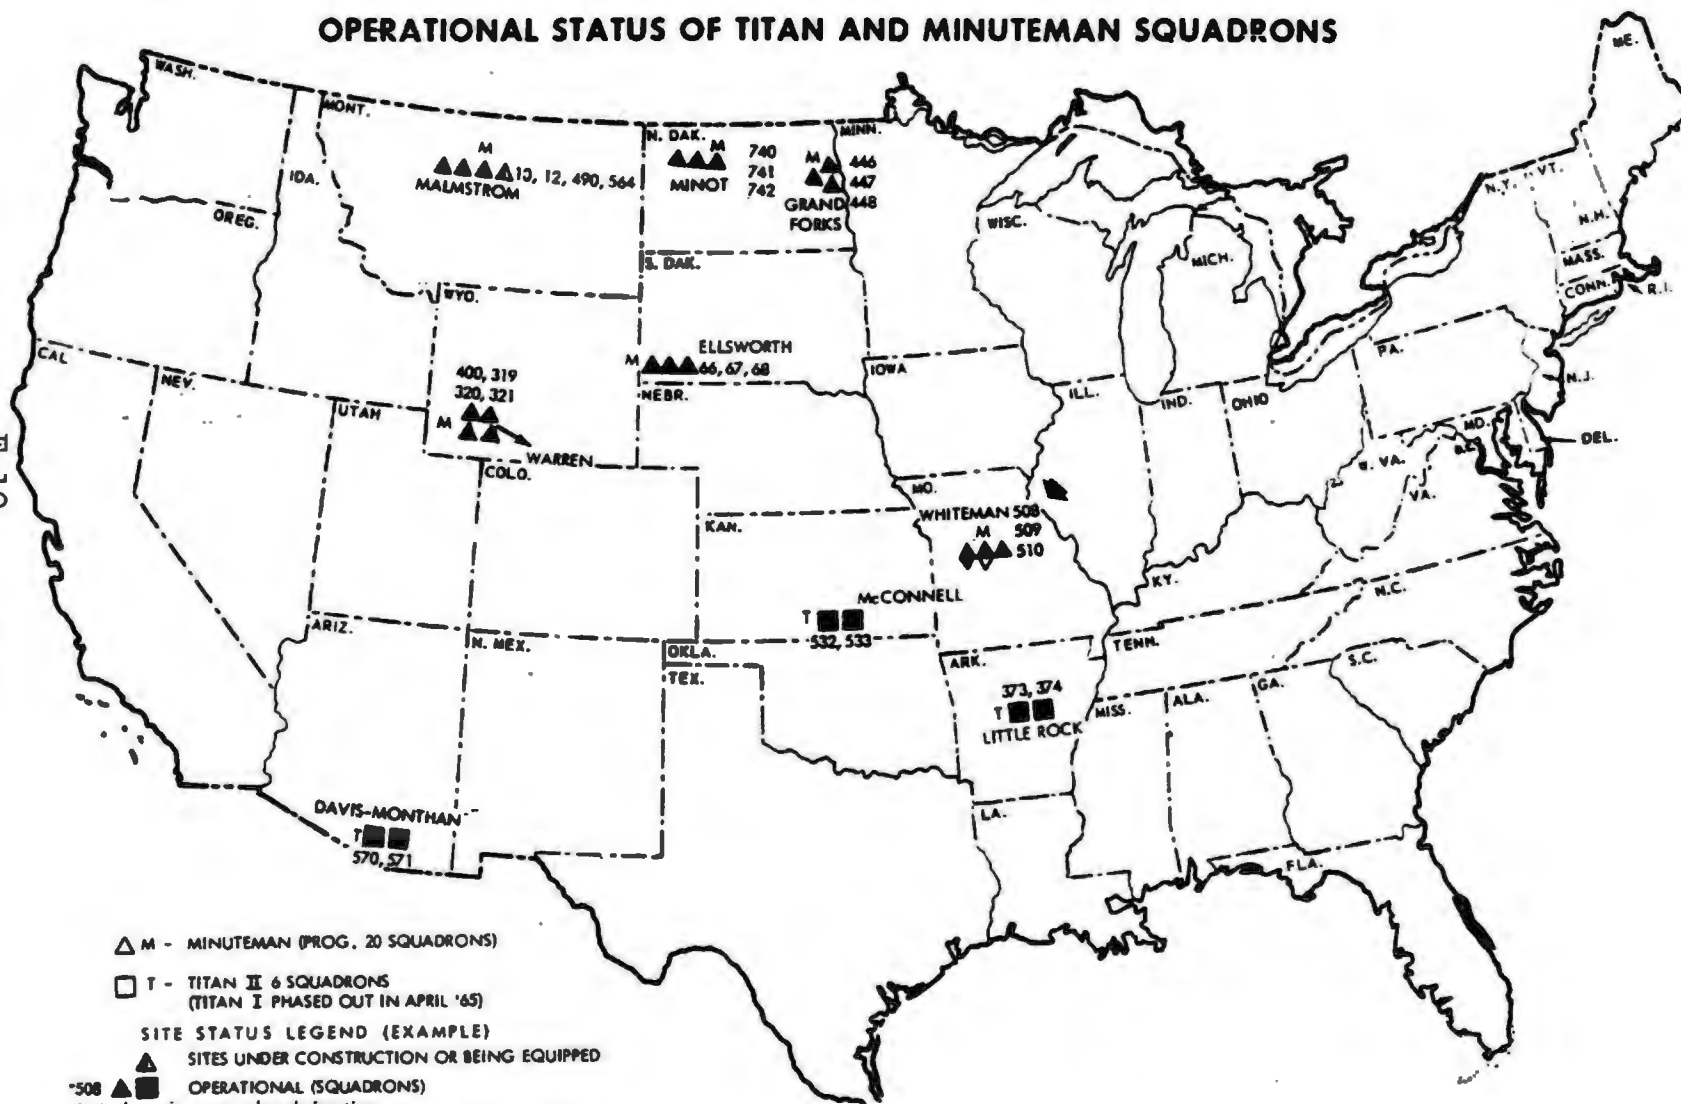 OPERATIONAL STATUS OF TITAN AND MINUTEMAN SQUADRONS
WASH.
MONT.
IDA.
OREG.
M
10, 12, 490, 564
MALMSTROM
N. DAK.
M
740
741
742
MINOT
MINN.
M
446
447
448
GRAND
FORKS
S. DAK.
WYO.
WISC.
MICH.
ME.
N.Y.
VT.
N.H.
MASS.
CONN.
R.I.
CAL
NEV.
UTAH
400, 319
320, 321
M
WARREN
M
ELLSWORTH
66, 67, 68
NEBR.
IOWA
ILL.
IND.
OHIO
PA.
N.J.
MD.
D.C.
DEL.
W. VA.
VA.
COLO.
KAN.
MO.
WHITEMAN 508
M 509
510
KY.
McCONNELL
T
532, 533
ARIZ.
N. MEX.
OKLA.
TEX.
ARK.
TENN.
N.C.
S.C.
373, 374
T
LITTLE ROCK
MISS.
ALA.
GA.
DAVIS-MONTHAN
T
570, 571
LA.
FLA.
M - MINUTEMAN (PROG. 20 SQUADRONS)
T - TITAN II 6 SQUADRONS
(TITAN I PHASED OUT IN APRIL '65)
SITE STATUS LEGEND (EXAMPLE)
SITES UNDER CONSTRUCTION OR BEING EQUIPPED
*508 OPERATIONAL (SQUADRONS)